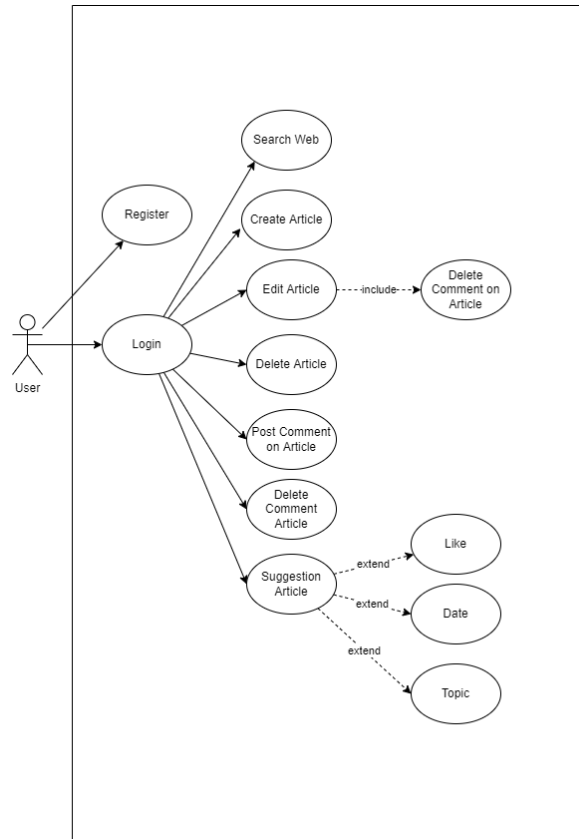 Search Web
Register
Create Article
Edit Article
include
Delete
Comment on
Article
Login
User
Delete Article
Post Comment
on Article
Delete
Comment
Article
Suggestion
Article
extend
Like
extend
Date
extend
Topic